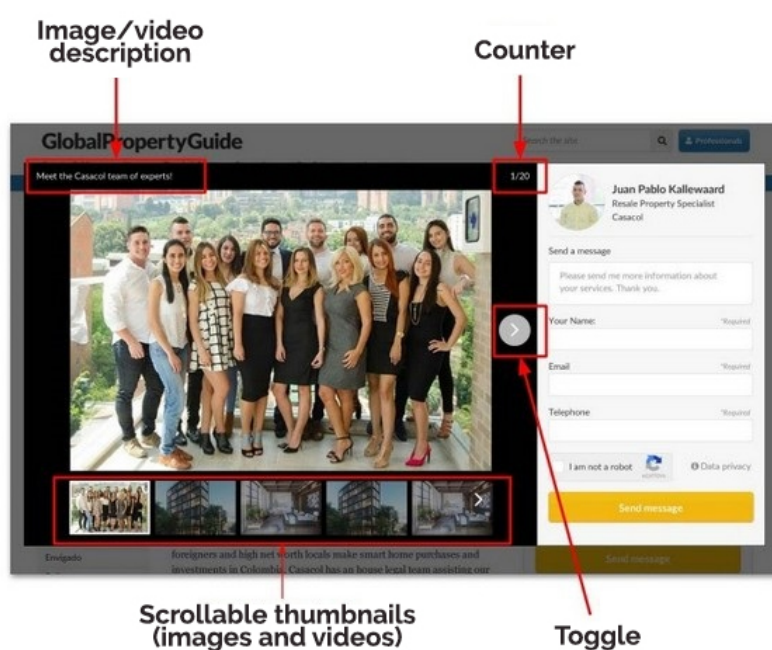 Image/video
description
Counter
GlobalPropertyGuide
Search the site
Professionals
Meet the Casacol team of experts!
1/20
Juan Pablo Kallewaard
Resale Property Specialist
Casacol
Send a message
Please send me more information about
your services. Thank you.
Your Name:
*Required
Email
*Required
Telephone
*Required
I am not a robot
Data privacy
Send message
Envigado
foreigners and high net worth locals make smart home purchases and
investments in Colombia. Casacol has an house legal team assisting our
Send message
Scrollable thumbnails
(images and videos)
Toggle